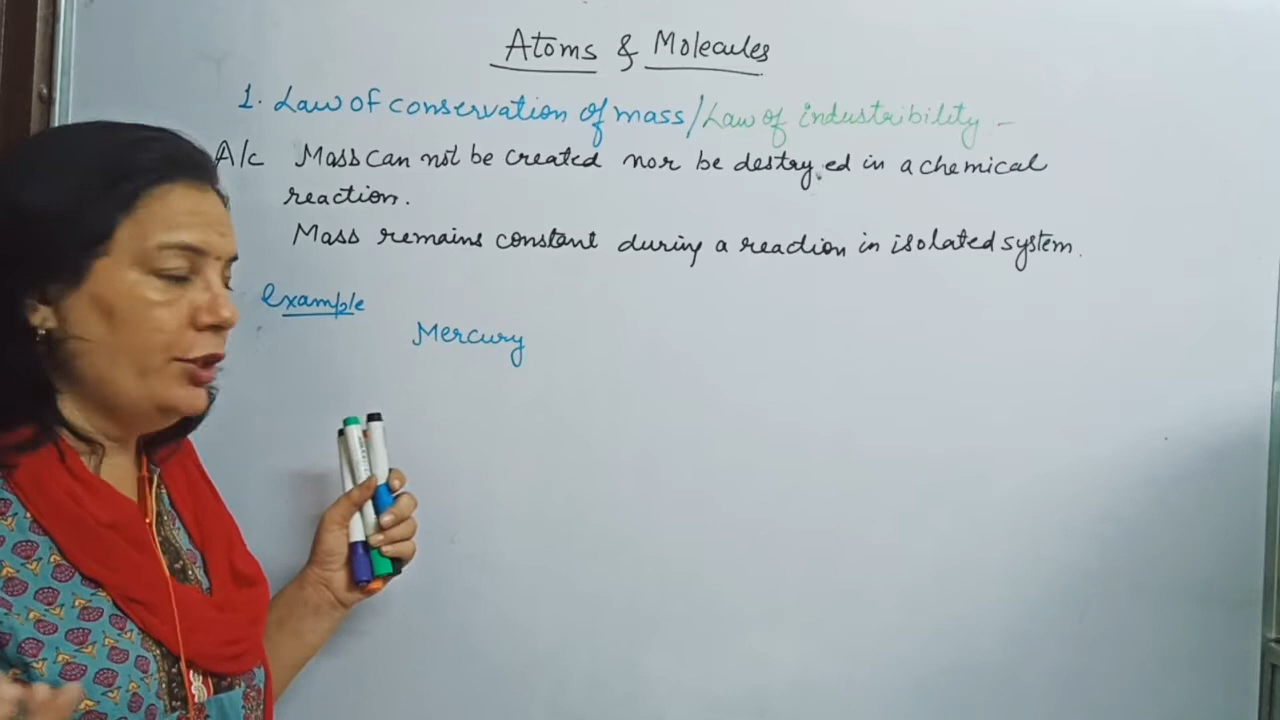 Atoms & Molecules
1. Law of conservation of mass/Law of industribility -
A/c Mass can not be created nor be destroyed in a chemical
reaction.
Mass remains constant during a reaction in isolated system.
example
Mercury